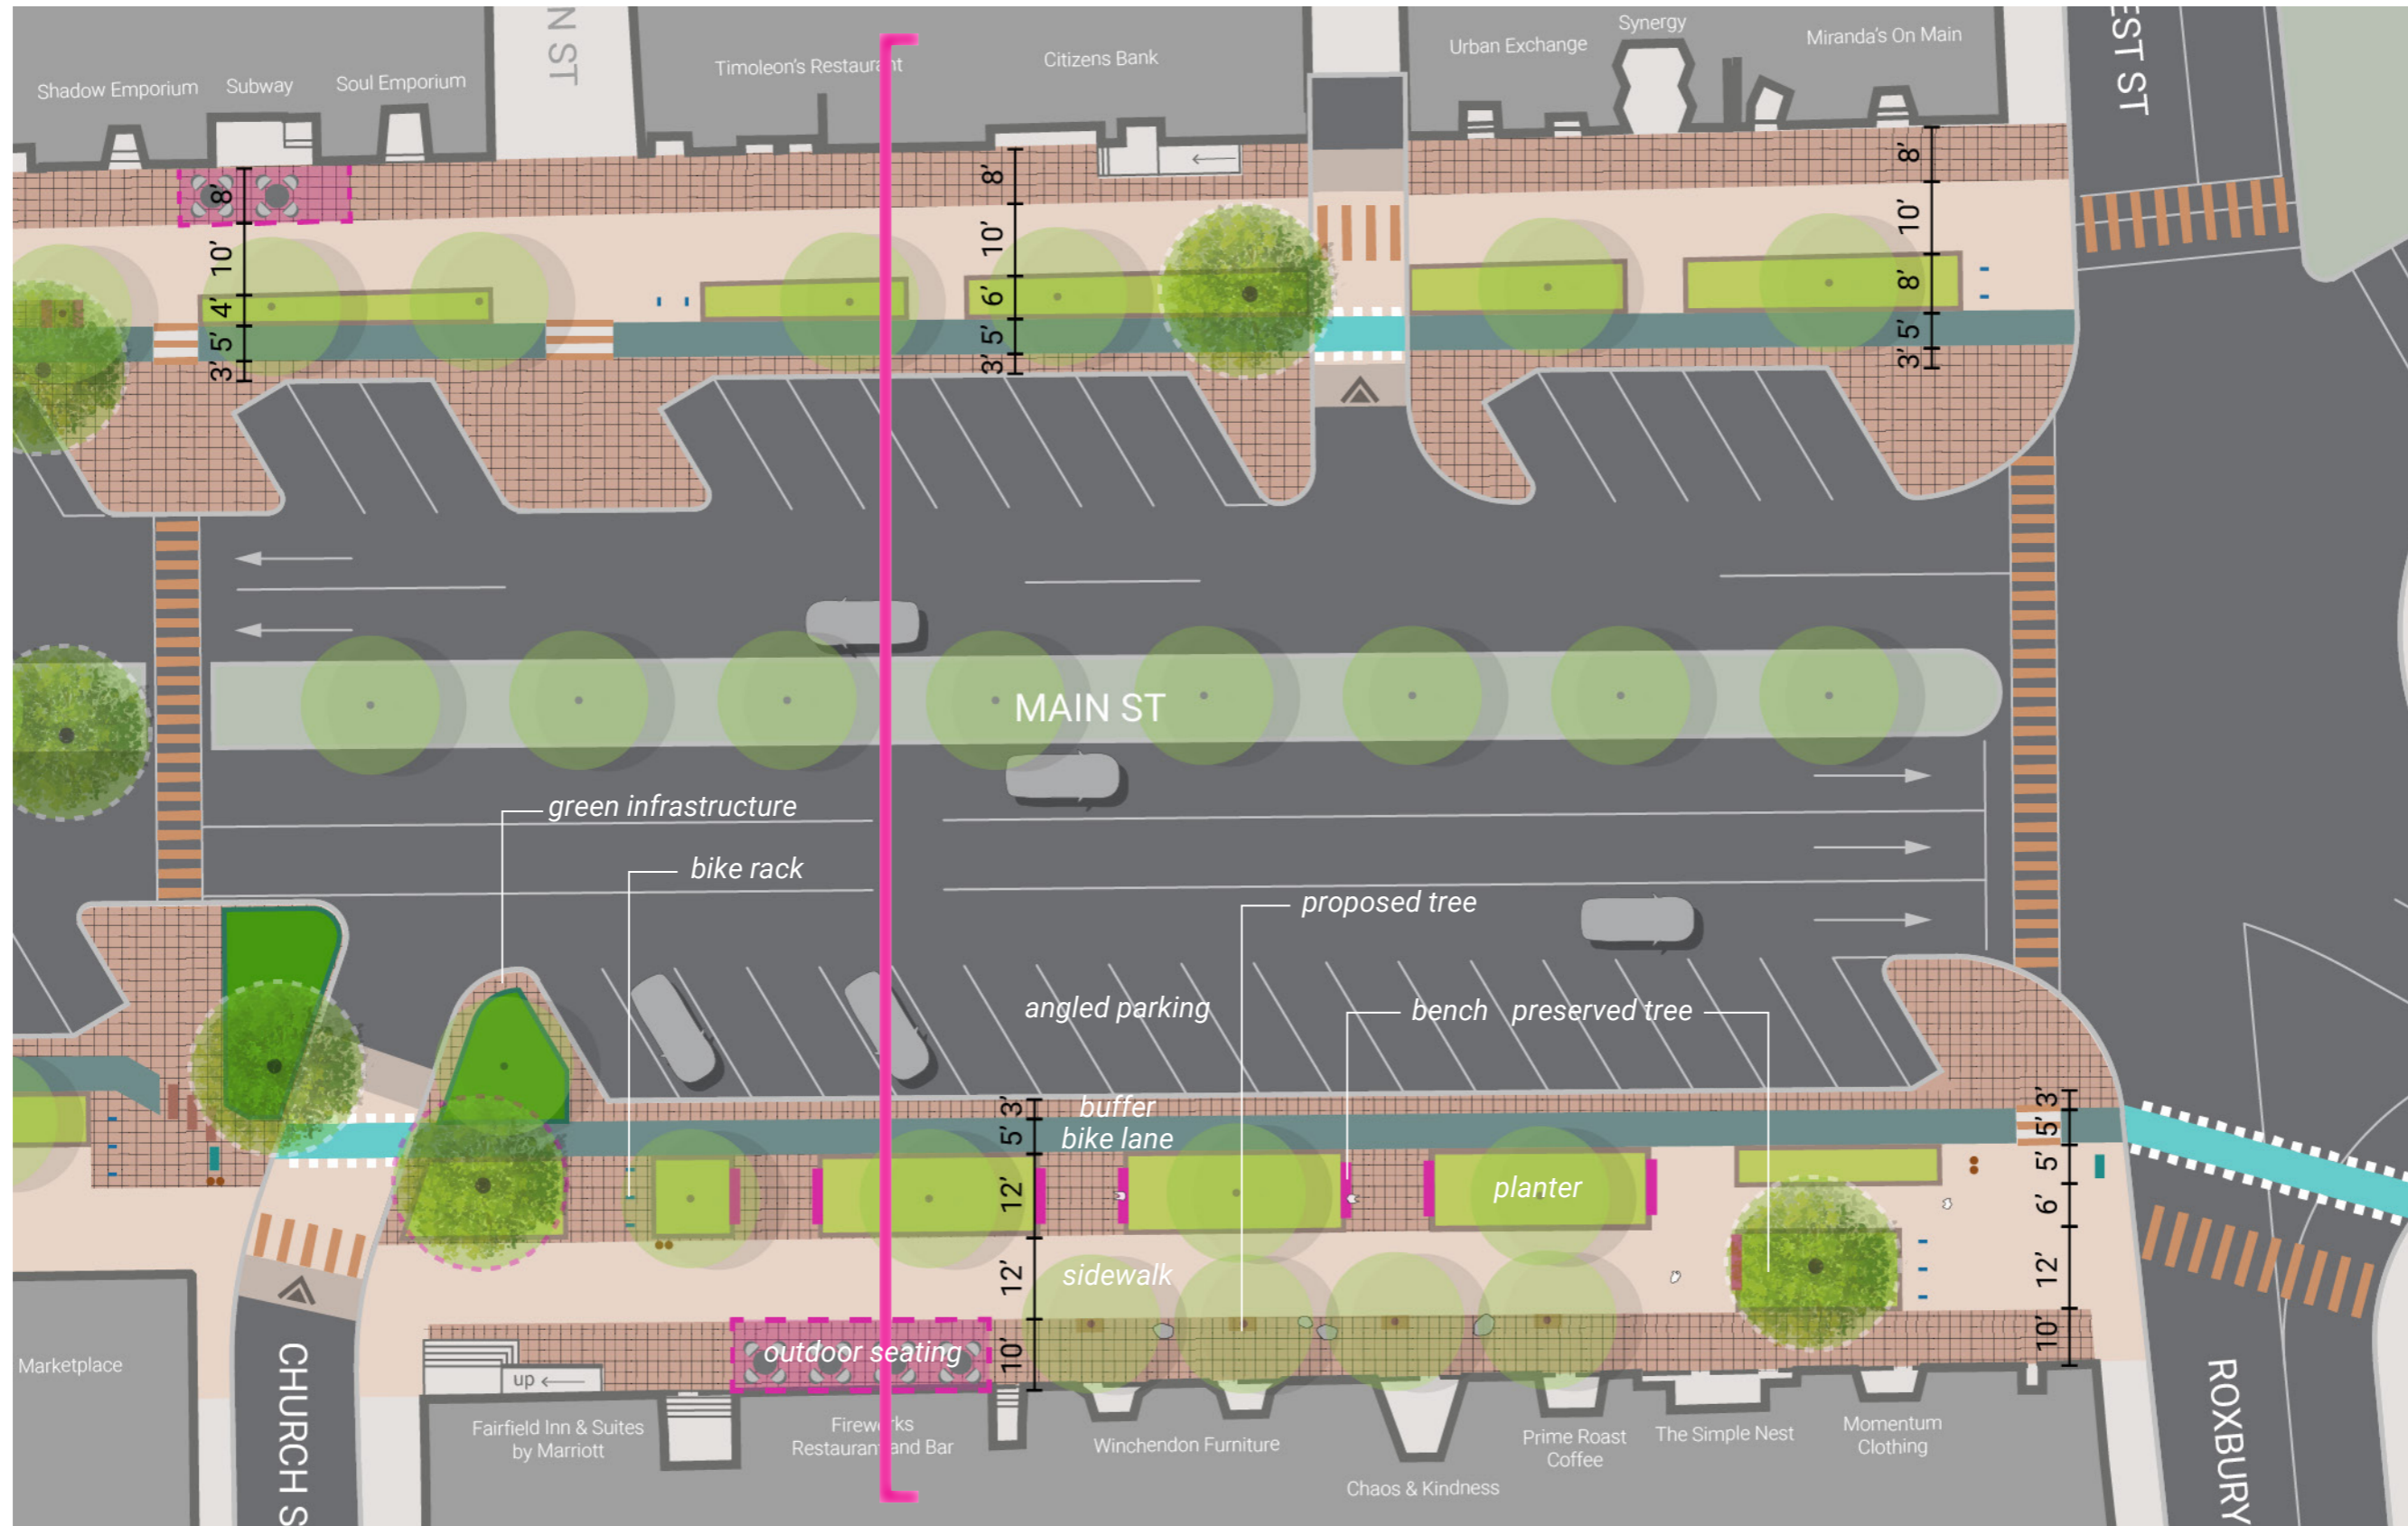 Shadow Emporium
Subway
Soul Emporium
N ST
Timoleon's Restaurant
Citizens Bank
Urban Exchange
Synergy
Miranda's On Main
EST ST
8'
10'
4'
5'
3'
8'
10'
6'
5'
3'
8'
10'
8'
5'
3'
MAIN ST
green infrastructure
bike rack
proposed tree
angled parking
bench
preserved tree
buffer
bike lane
planter
sidewalk
outdoor seating
3'
5'
12'
12'
10'
3'
5'
5'
6'
12'
10'
up
Marketplace
CHURCH S
Fairfield Inn & Suites
by Marriott
Fireworks
Restaurant and Bar
Winchendon Furniture
Chaos & Kindness
Prime Roast
Coffee
The Simple Nest
Momentum
Clothing
ROXBURY